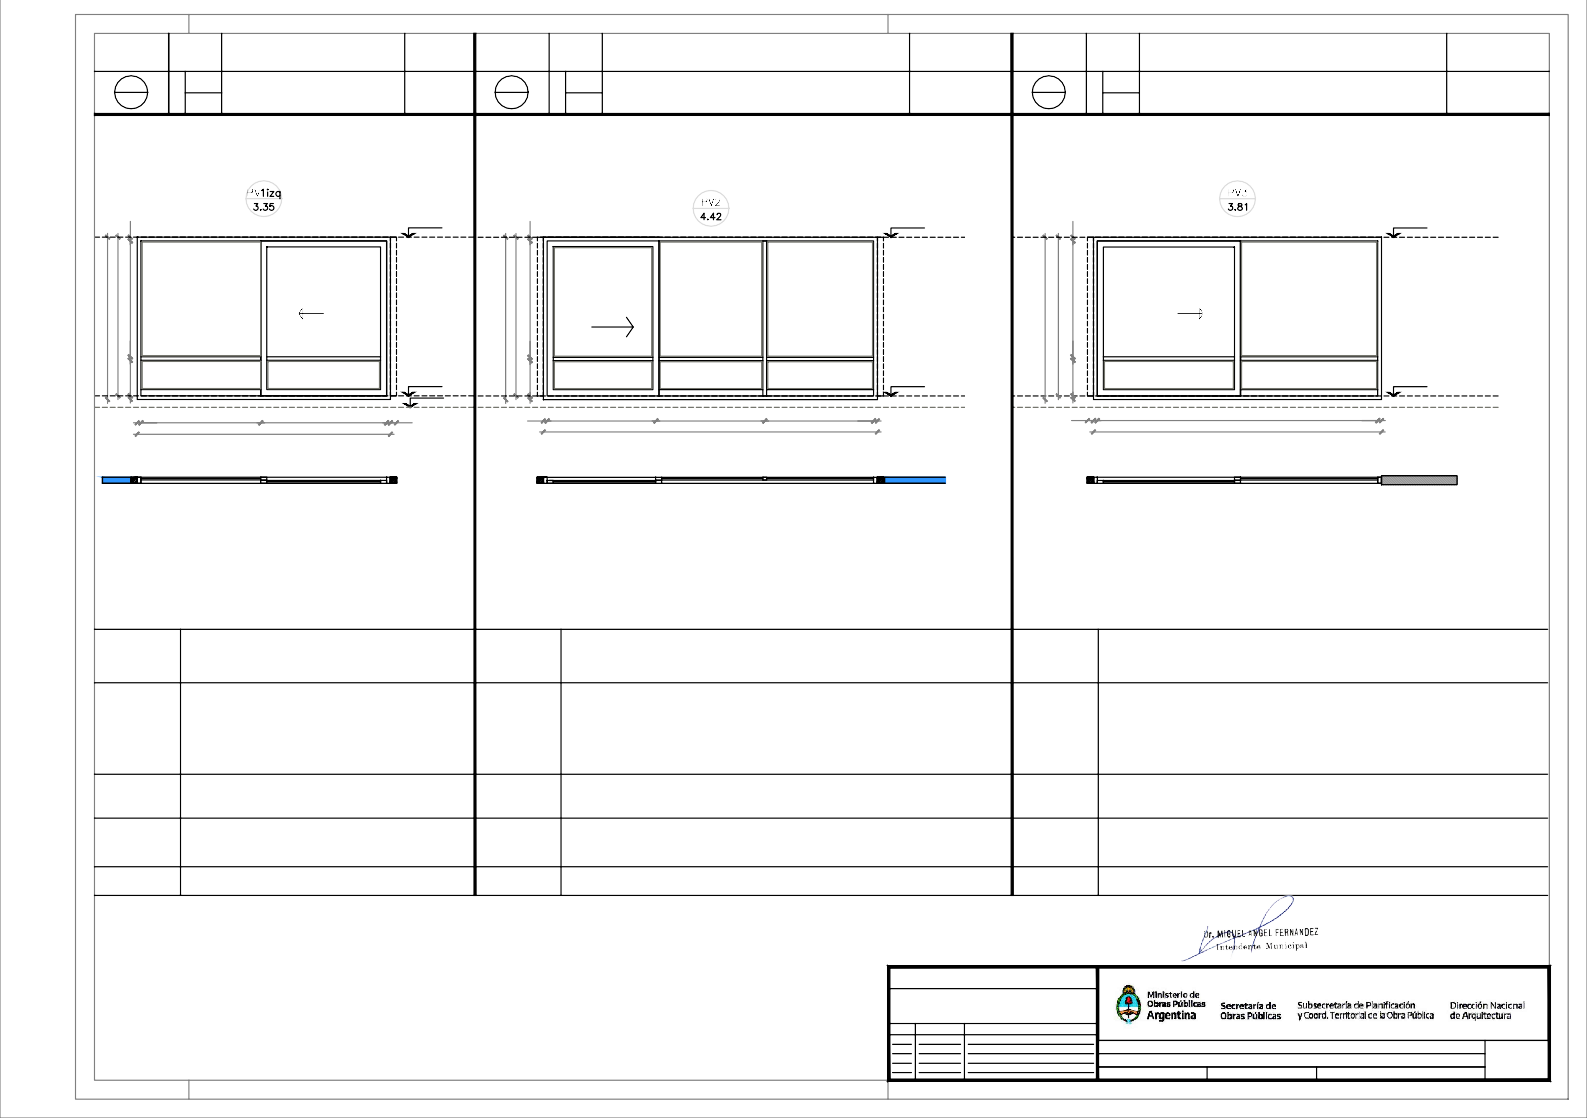 PV1izq
3.35
PV2
4.42
3.81
Dr. MIGUEL ANGEL FERNANDEZ
Intendente Municipal
Ministerio de
Obras Públicas
Argentina
Secretaría de
Obras Públicas
Subsecretaría de Planificación
y Coord. Territorial de la Obra Pública
Dirección Nacional
de Arquitectura